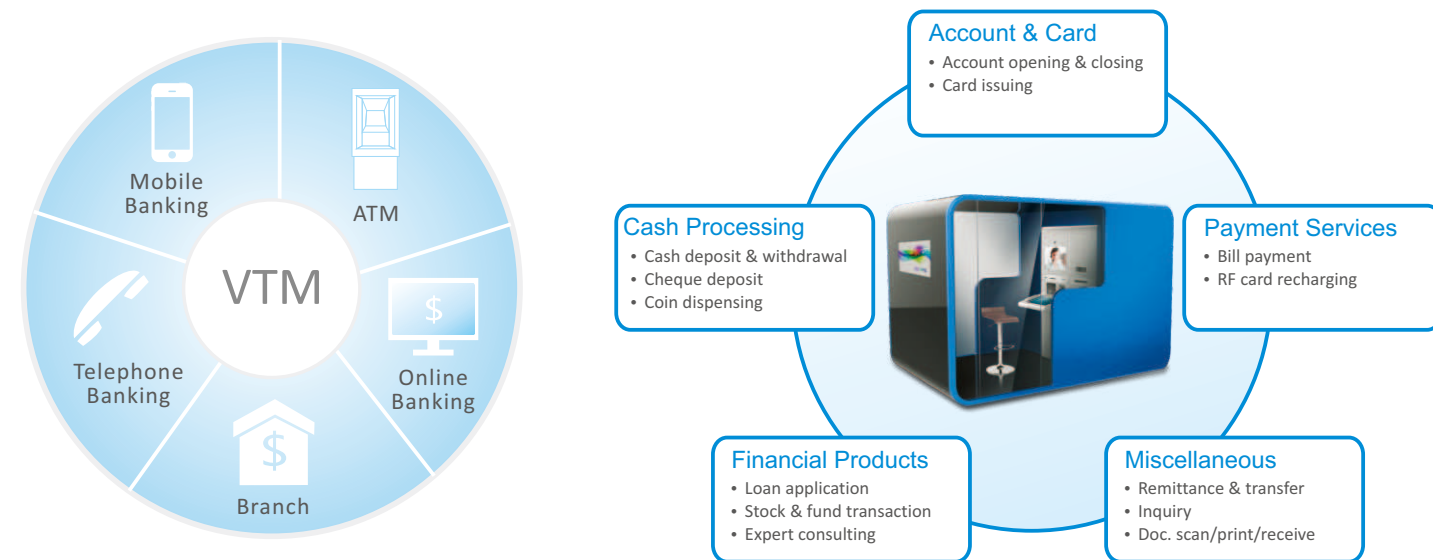 Mobile
Banking
ATM
VTM
$
Telephone
Banking
Online
Banking
$
Branch
Account & Card
• Account opening & closing
• Card issuing
Cash Processing
• Cash deposit & withdrawal
• Cheque deposit
• Coin dispensing
Payment Services
• Bill payment
• RF card recharging
Financial Products
• Loan application
• Stock & fund transaction
• Expert consulting
Miscellaneous
• Remittance & transfer
• Inquiry
• Doc. scan/print/receive